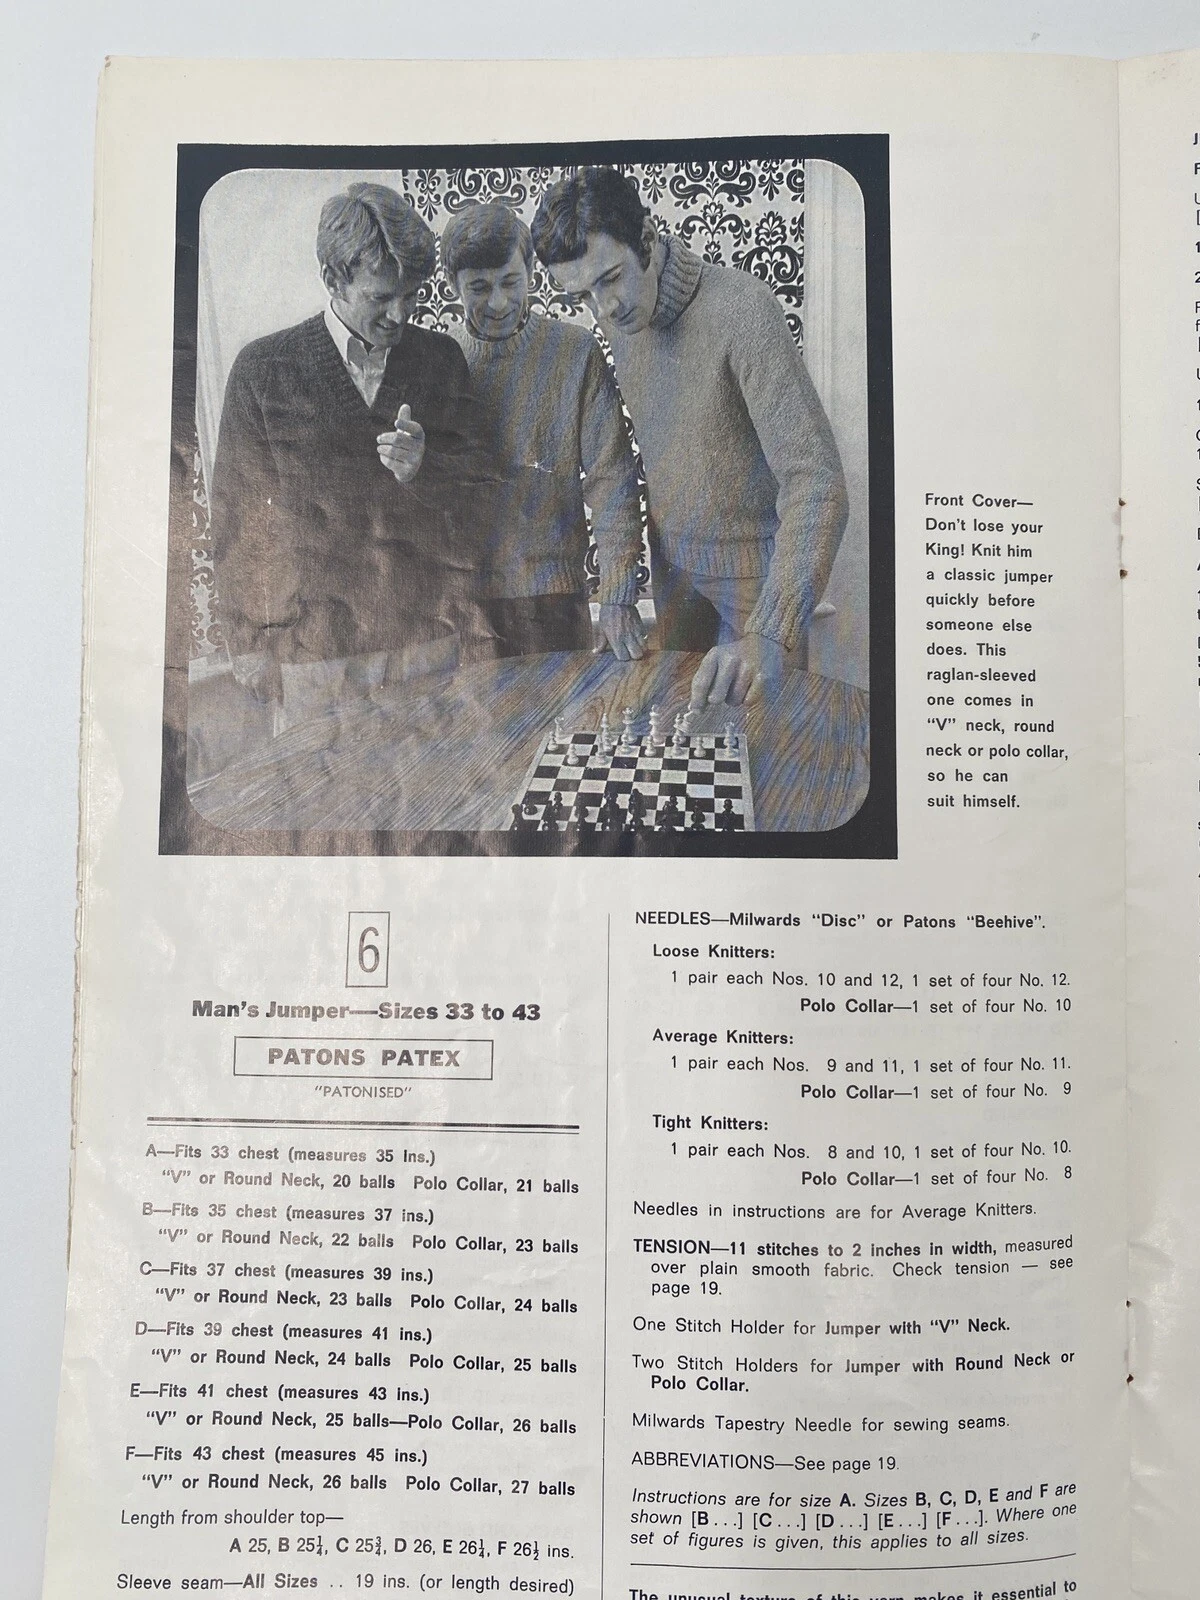 Front Cover—
Don't lose your
King! Knit him
a classic jumper
quickly before
someone else
does. This
raglan-sleeved
one comes in
"V" neck, round
neck or polo collar,
so he can
suit himself.
6
Man's Jumper—Sizes 33 to 43
PATONS PATEX
"PATONISED"
A—Fits 33 chest (measures 35 Ins.)
"V" or Round Neck, 20 balls Polo Collar, 21 balls
B—Fits 35 chest (measures 37 ins.)
"V" or Round Neck, 22 balls Polo Collar, 23 balls
C—Fits 37 chest (measures 39 ins.)
"V" or Round Neck, 23 balls Polo Collar, 24 balls
D—Fits 39 chest (measures 41 ins.)
"V" or Round Neck, 24 balls Polo Collar, 25 balls
E—Fits 41 chest (measures 43 ins.)
"V" or Round Neck, 25 balls—Polo Collar, 26 balls
F—Fits 43 chest (measures 45 ins.)
"V" or Round Neck, 26 balls Polo Collar, 27 balls
Length from shoulder top—
A 25, B 25¼, C 25¾, D 26, E 26¼, F 26½ ins.
Sleeve seam—All Sizes .. 19 ins. (or length desired)
NEEDLES—Milwards "Disc" or Patons "Beehive".
Loose Knitters:
1 pair each Nos. 10 and 12, 1 set of four No. 12.
Polo Collar—1 set of four No. 10
Average Knitters:
1 pair each Nos. 9 and 11, 1 set of four No. 11.
Polo Collar—1 set of four No. 9
Tight Knitters:
1 pair each Nos. 8 and 10, 1 set of four No. 10.
Polo Collar—1 set of four No. 8
Needles in instructions are for Average Knitters.
TENSION—11 stitches to 2 inches in width, measured
over plain smooth fabric. Check tension — see
page 19.
One Stitch Holder for Jumper with "V" Neck.
Two Stitch Holders for Jumper with Round Neck or
Polo Collar.
Milwards Tapestry Needle for sewing seams.
ABBREVIATIONS—See page 19.
Instructions are for size A. Sizes B, C, D, E and F are
shown [B...] [C...] [D...] [E...] [F...]. Where one
set of figures is given, this applies to all sizes.
The unusual texture of this yarn makes it essential to